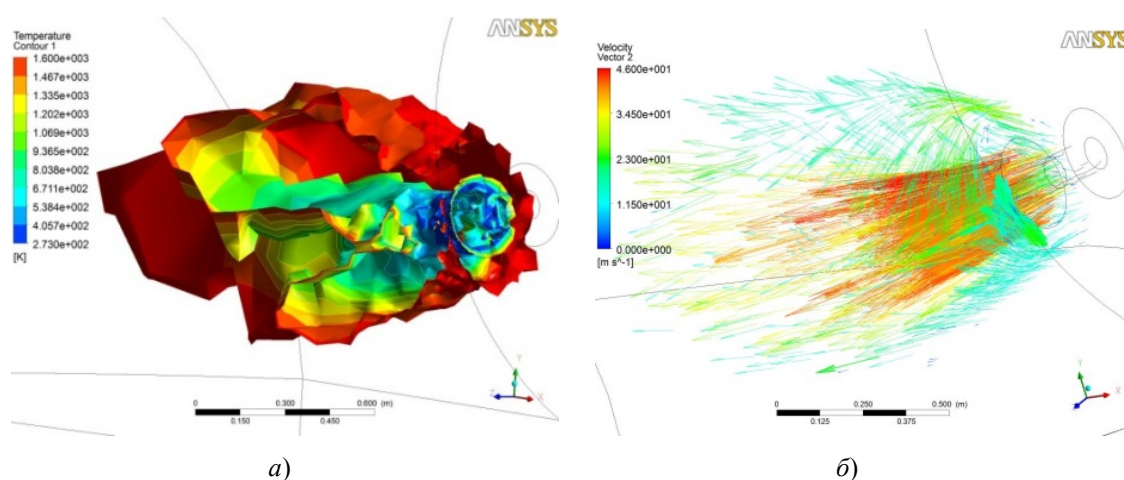 ANSYS
Temperature
Contour 1
1.600e+003
1.467e+003
1.335e+003
1.202e+003
1.069e+003
9.365e+002
8.038e+002
6.711e+002
5.384e+002
4.057e+002
2.730e+002
[K]
Y
Z
X
0 0.300 0.600 (m)
0.150 0.450
а)
ANSYS
Velocity
Vector 2
4.600e+001
3.450e+001
2.300e+001
1.150e+001
0.000e+000
[m s^-1]
Y
X
0 0.250 0.500 (m)
0.125 0.375
б)